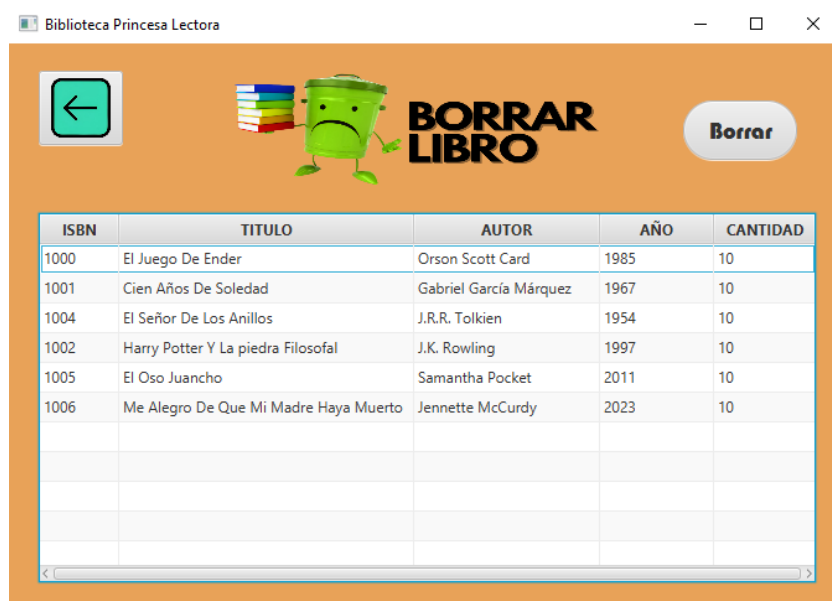 Biblioteca Princesa Lectora
BORRAR
LIBRO
Borrar
ISBN TITULO AUTOR AÑO CANTIDAD
1000 El Juego De Ender Orson Scott Card 1985 10
1001 Cien Años De Soledad Gabriel García Márquez 1967 10
1004 El Señor De Los Anillos J.R.R. Tolkien 1954 10
1002 Harry Potter Y La piedra Filosofal J.K. Rowling 1997 10
1005 El Oso Juancho Samantha Pocket 2011 10
1006 Me Alegro De Que Mi Madre Haya Muerto Jennette McCurdy 2023 10